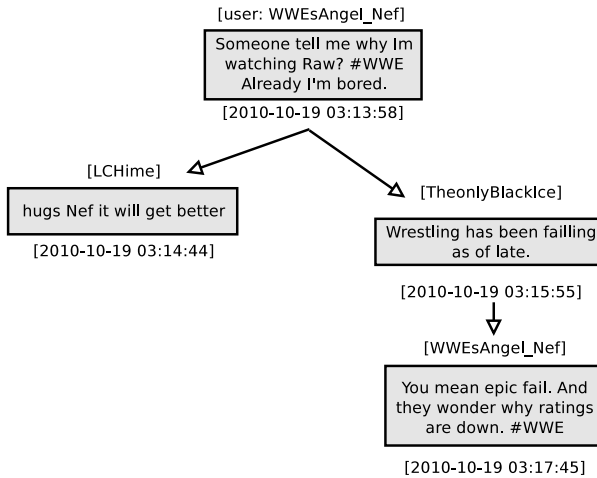 [user: WWEsAngel_Nef]
Someone tell me why Im
watching Raw? #WWE
Already I'm bored.
[2010-10-19 03:13:58]
[LCHime]
hugs Nef it will get better
[2010-10-19 03:14:44]
[TheonlyBlackIce]
Wrestling has been failling
as of late.
[2010-10-19 03:15:55]
[WWEsAngel_Nef]
You mean epic fail. And
they wonder why ratings
are down. #WWE
[2010-10-19 03:17:45]